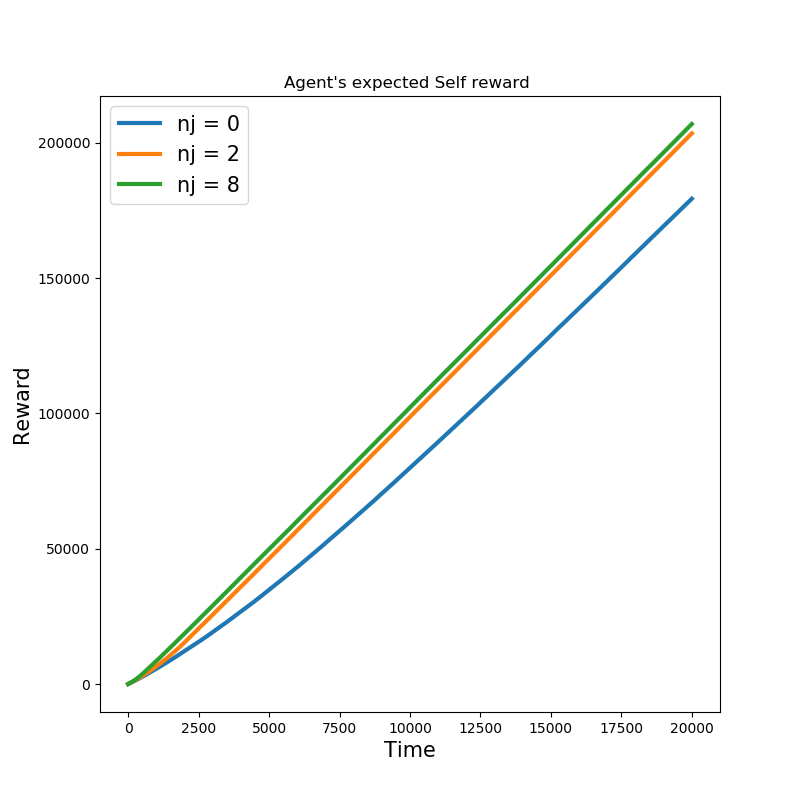 Agent's expected Self reward
nj = 0
nj = 2
nj = 8
200000
150000
100000
50000
0
Reward
0 2500 5000 7500 10000 12500 15000 17500 20000
Time